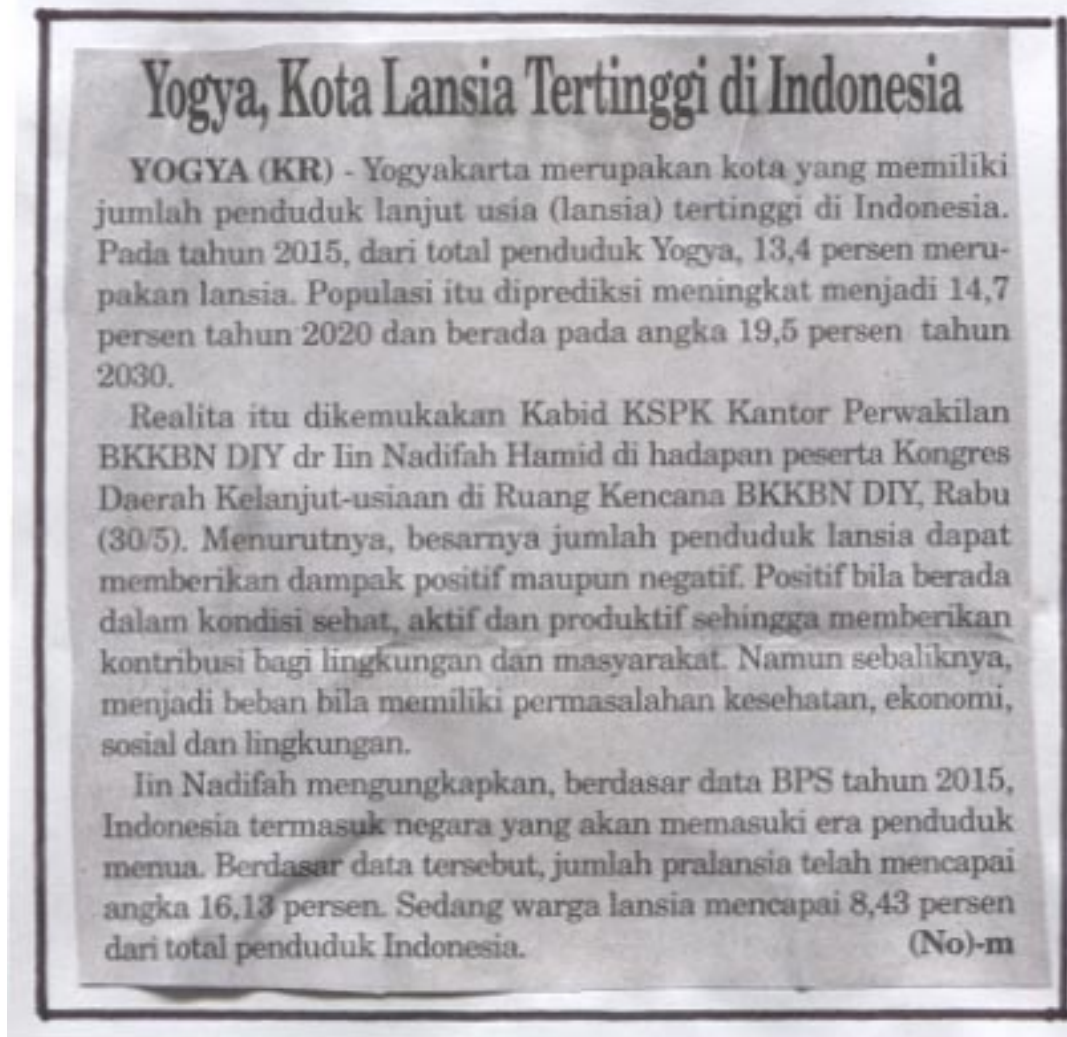 Yogya, Kota Lansia Tertinggi di Indonesia
YOGYA (KR) - Yogyakarta merupakan kota yang memiliki
jumlah penduduk lanjut usia (lansia) tertinggi di Indonesia.
Pada tahun 2015, dari total penduduk Yogya, 13,4 persen meru-
pakan lansia. Populasi itu diprediksi meningkat menjadi 14,7
persen tahun 2020 dan berada pada angka 19,5 persen tahun
2030.
Realita itu dikemukakan Kabid KSPK Kantor Perwakilan
BKKBN DIY dr Iin Nadifah Hamid di hadapan peserta Kongres
Daerah Kelanjut-usiaan di Ruang Kencana BKKBN DIY, Rabu
(30/5). Menurutnya, besarnya jumlah penduduk lansia dapat
memberikan dampak positif maupun negatif. Positif bila berada
dalam kondisi sehat, aktif dan produktif sehingga memberikan
kontribusi bagi lingkungan dan masyarakat. Namun sebaliknya,
menjadi beban bila memiliki permasalahan kesehatan, ekonomi,
sosial dan lingkungan.
Iin Nadifah mengungkapkan, berdasar data BPS tahun 2015,
Indonesia termasuk negara yang akan memasuki era penduduk
menua. Berdasar data tersebut, jumlah pralansia telah mencapai
angka 16,13 persen. Sedang warga lansia mencapai 8,43 persen
dari total penduduk Indonesia. (No)-m